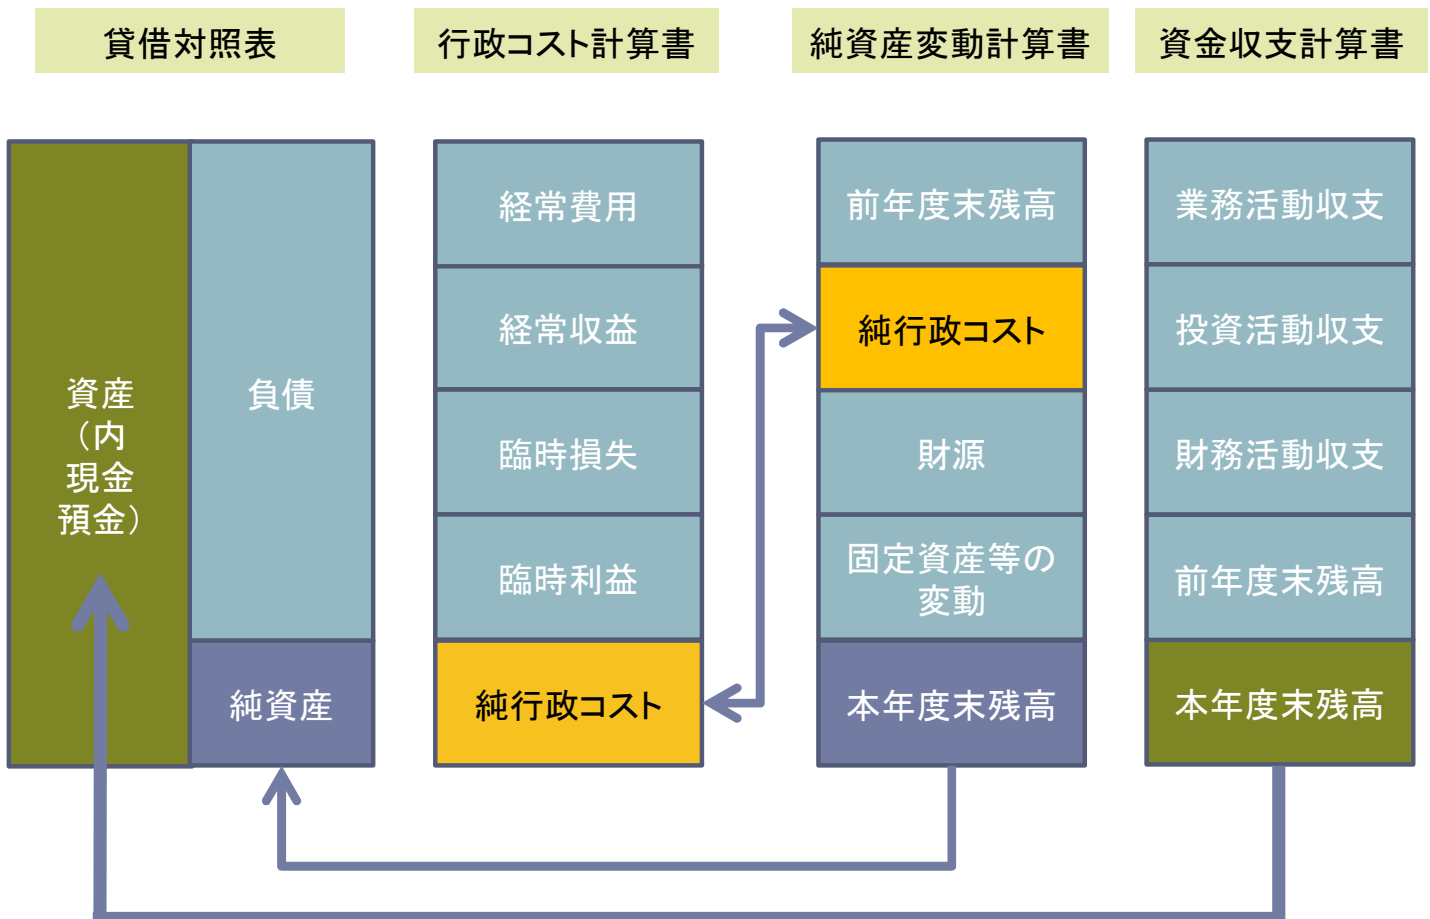 貸借対照表
行政コスト計算書
純資産変動計算書
資金収支計算書
資産
（内
現金
預金）
負債
純資産
経常費用
経常収益
臨時損失
臨時利益
純行政コスト
前年度末残高
純行政コスト
財源
固定資産等の
変動
本年度末残高
業務活動収支
投資活動収支
財務活動収支
前年度末残高
本年度末残高